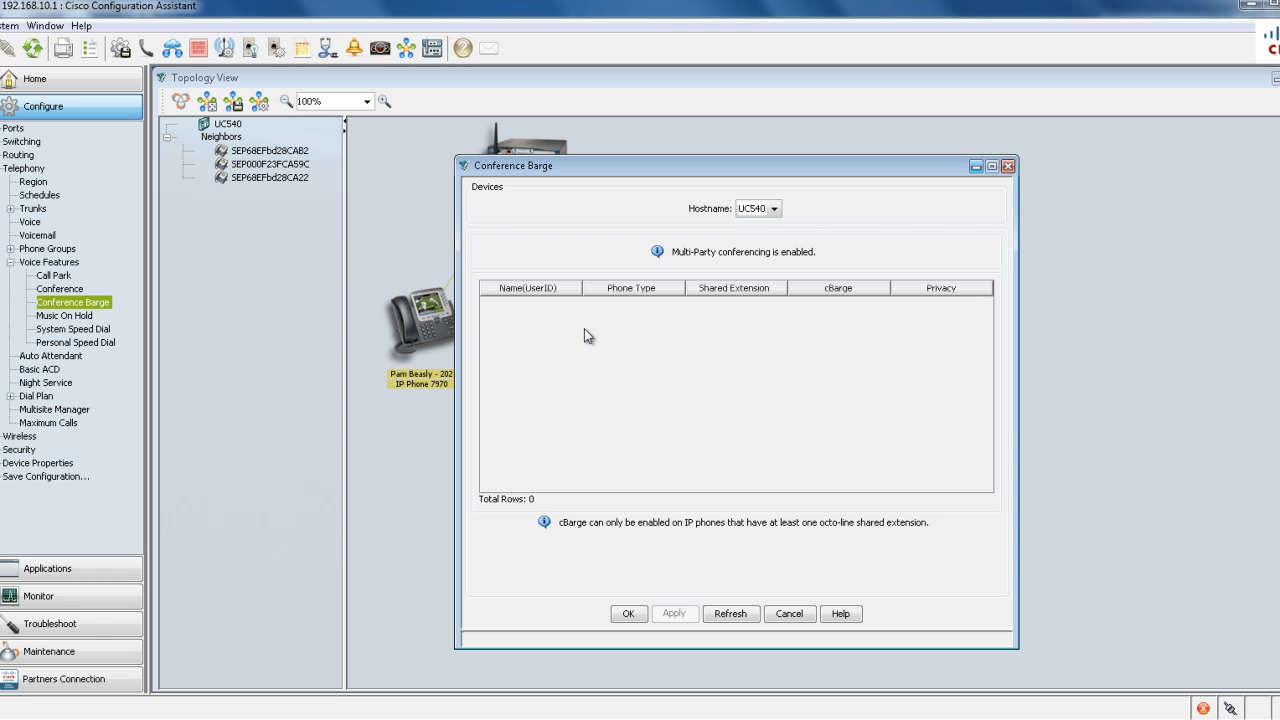 192.168.10.1 : Cisco Configuration Assistant
stem Window Help
Home
Configure
Ports
Switching
Routing
Telephony
Region
Schedules
Trunks
Voice
Voicemail
Phone Groups
Voice Features
Call Park
Conference
Conference Barge
Music On Hold
System Speed Dial
Personal Speed Dial
Auto Attendant
Basic ACD
Night Service
Dial Plan
Multisite Manager
Maximum Calls
Wireless
Security
Device Properties
Save Configuration...
Applications
Monitor
Troubleshoot
Maintenance
Partners Connection
Topology View
100%
UC540
Neighbors
SEP68EFbd28CAB2
SEP000F23FCA59C
SEP68EFbd28CA22
Pam Beasly - 202
IP Phone 7970
Conference Barge
Devices
Hostname: UC540
Multi-Party conferencing is enabled.
Name(UserID) Phone Type Shared Extension cBarge Privacy
Total Rows: 0
cBarge can only be enabled on IP phones that have at least one octo-line shared extension.
OK Apply Refresh Cancel Help